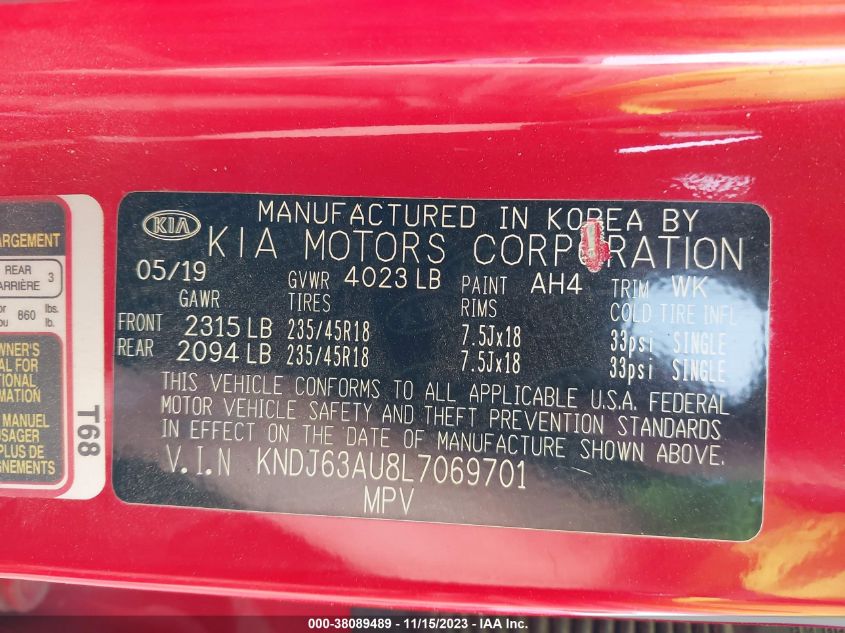 MANUFACTURED IN KOREA BY
KIA
KIA MOTORS CORPORATION
05/19 GVWR 4023 LB PAINT AH4 TRIM WK
GAWR TIRES RIMS COLD TIRE INFL
FRONT 2315 LB 235/45R18 7.5Jx18 33psi SINGLE
REAR 2094 LB 235/45R18 7.5Jx18 33psi SINGLE
THIS VEHICLE CONFORMS TO ALL APPLICABLE U.S.A. FEDERAL
MOTOR VEHICLE SAFETY AND THEFT PREVENTION STANDARDS
IN EFFECT ON THE DATE OF MANUFACTURE SHOWN ABOVE.
V.I.N KNDJ63AU8L7069701
MPV
REAR 3
860 lbs.
lb.
MANUEL
PLUS DE
T68
000-38089489 - 11/15/2023 - IAA Inc.